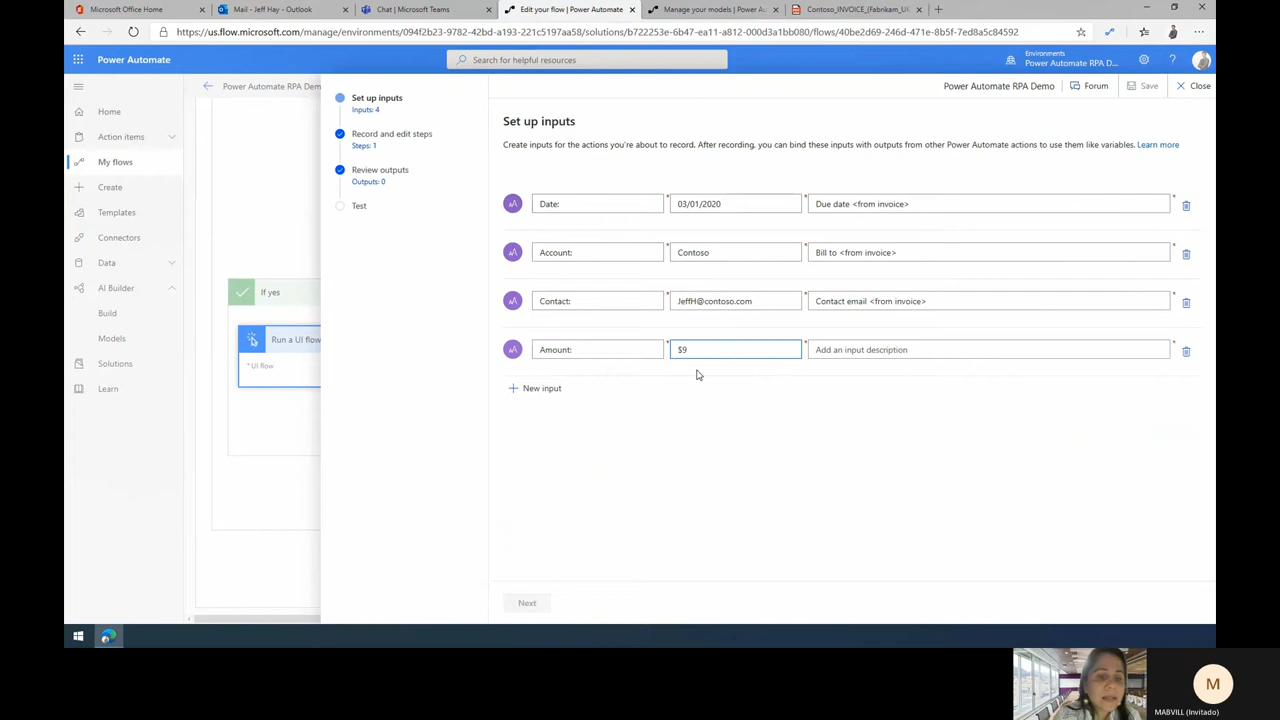 Microsoft Office Home
Mail - Jeff Hay - Outlook
Chat | Microsoft Teams
Edit your flow | Power Automate
Manage your models | Power Au
Contoso_INVOICE_(Fabrikam_U
https://us.flow.microsoft.com/manage/environments/094f2b23-9782-42bd-a193-221c5197aa58/solutions/b722253e-6b47-ea11-a812-000d3a1bb080/flows/40be2d69-246d-471e-8b5f-7ed8a5c84592
Power Automate
Search for helpful resources
Environments
Power Automate RPA D...
Power Automate RPA Dem
Power Automate RPA Demo
Forum
Save
Close
Home
Action items
My flows
Create
Templates
Connectors
Data
AI Builder
Build
Models
Solutions
Learn
If yes
Run a UI flow
* UI flow
Set up inputs
Inputs: 4
Record and edit steps
Steps: 1
Review outputs
Outputs: 0
Test
Set up inputs
Create inputs for the actions you're about to record. After recording, you can bind these inputs with outputs from other Power Automate actions to use them like variables. Learn more
Date: * 03/01/2020 * Due date <from invoice> *
Account: * Contoso * Bill to <from invoice> *
Contact: * JeffH@contoso.com * Contact email <from invoice> *
Amount: * $9 * Add an input description *
New input
Next
M
MABVILL (Invitado)